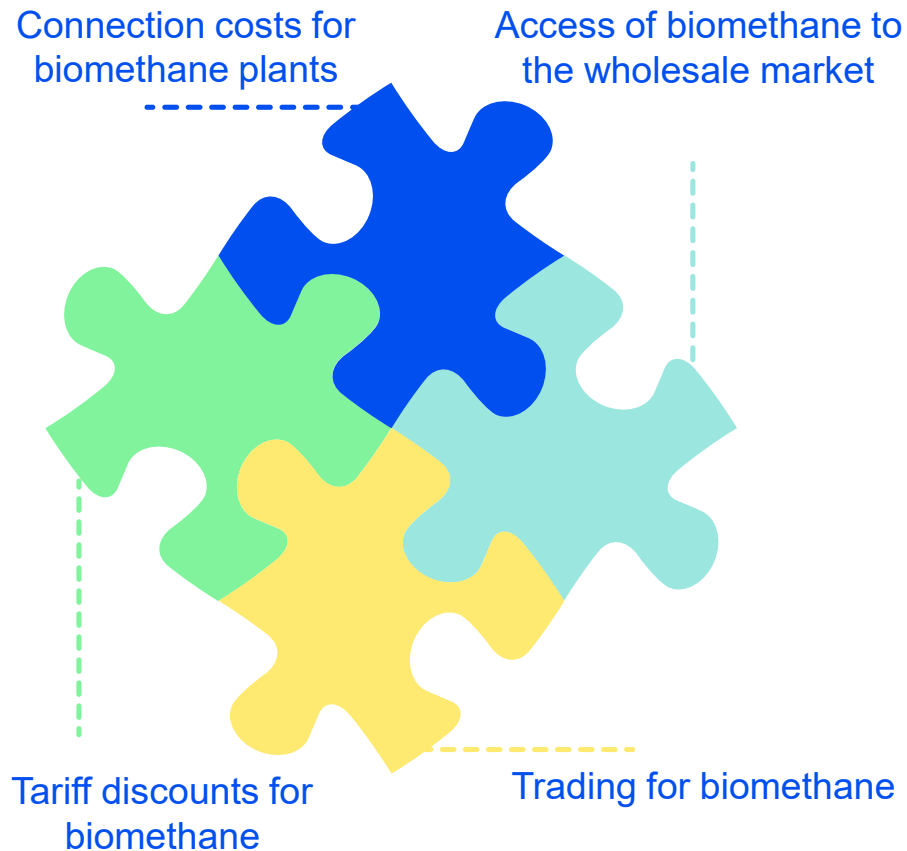 Connection costs for
biomethane plants
Access of biomethane to
the wholesale market
Tariff discounts for
biomethane
Trading for biomethane